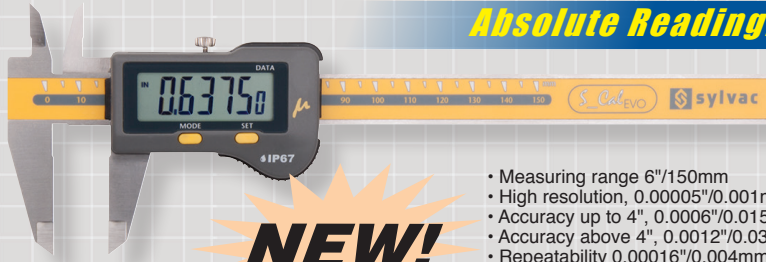 Absolute Reading
DATA
IN 0.63750
µ
MODE SET
IP67
0 10 90 100 110 120 130 140 150
S_Cal EVO
sylvac
• Measuring range 6"/150mm
• High resolution, 0.00005"/0.001
• Accuracy up to 4", 0.0006"/0.015
• Accuracy above 4", 0.0012"/0.03
• Repeatability 0.00016"/0.004mm
NEW!